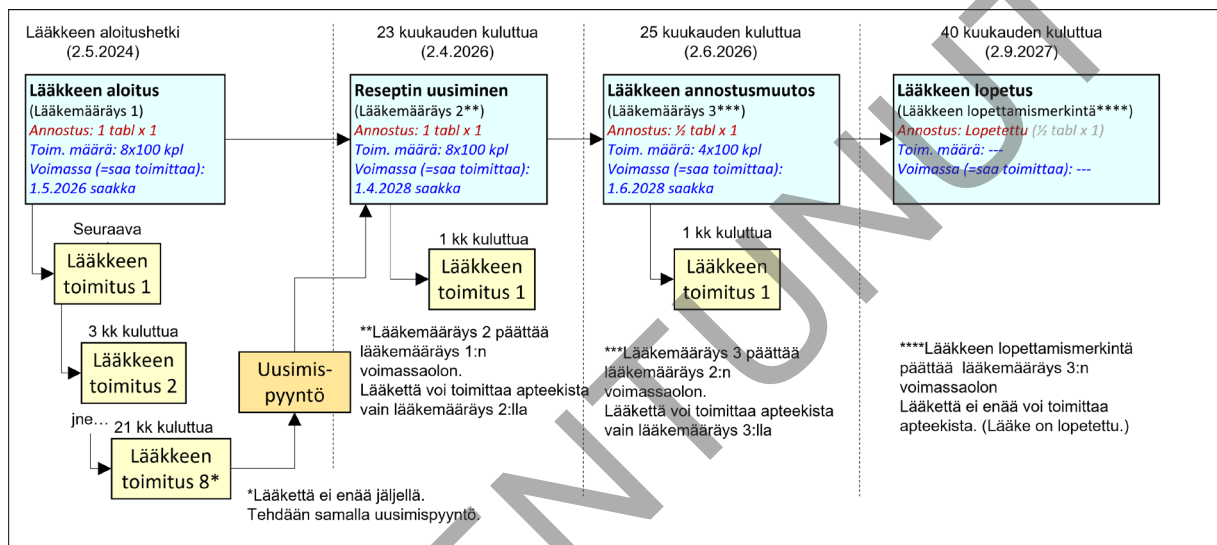 Lääkkeen aloitushetki
(2.5.2024)
Lääkkeen aloitus
(Lääkemääräys 1)
Annostus: 1 tabl x 1
Toim. määrä: 8x100 kpl
Voimassa (=saa toimittaa):
1.5.2026 saakka
Seuraava
Lääkkeen
toimitus 1
3 kk kuluttua
Lääkkeen
toimitus 2
jne...
21 kk kuluttua
Lääkkeen
toimitus 8*
*Lääkettä ei enää jäljellä.
Tehdään samalla uusimispyyntö.
Uusimis-
pyyntö
23 kuukauden kuluttua
(2.4.2026)
Reseptin uusiminen
(Lääkemääräys 2**)
Annostus: 1 tabl x 1
Toim. määrä: 8x100 kpl
Voimassa (=saa toimittaa):
1.4.2028 saakka
1 kk kuluttua
Lääkkeen
toimitus 1
**Lääkemääräys 2 päättää
lääkemääräys 1:n
voimassaolon.
Lääkettä voi toimittaa apteekista
vain lääkemääräys 2:lla
25 kuukauden kuluttua
(2.6.2026)
Lääkkeen annostusmuutos
(Lääkemääräys 3***)
Annostus: ½ tabl x 1
Toim. määrä: 4x100 kpl
Voimassa (=saa toimittaa):
1.6.2028 saakka
1 kk kuluttua
Lääkkeen
toimitus 1
***Lääkemääräys 3 päättää
lääkemääräys 2:n
voimassaolon.
Lääkettä voi toimittaa apteekista
vain lääkemääräys 3:lla
40 kuukauden kuluttua
(2.9.2027)
Lääkkeen lopetus
(Lääkkeen lopettamismerkintä****)
Annostus: Lopetettu (½ tabl x 1)
Toim. määrä: ---
Voimassa (=saa toimittaa): ---
****Lääkkeen lopettamismerkintä
päättää lääkemääräys 3:n
voimassaolon
Lääkettä ei enää voi toimittaa
apteekista. (Lääke on lopetettu.)
ENTUNUT